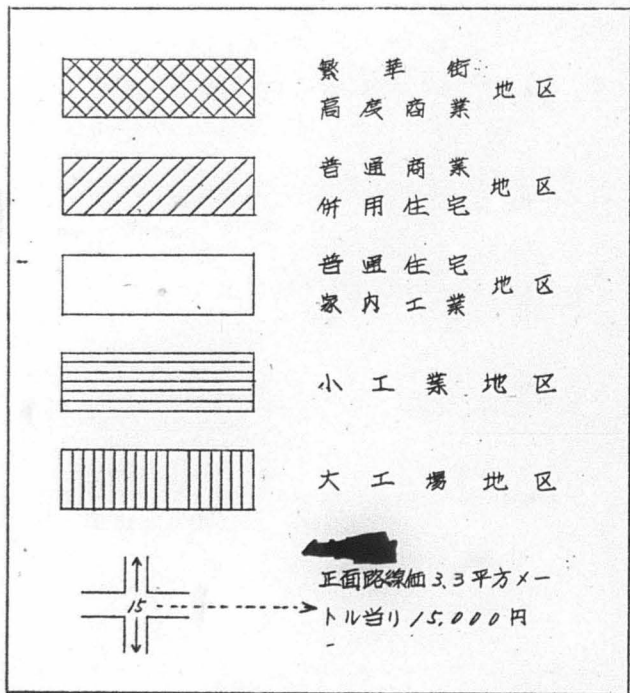 繁華街
高度商業 地区
普通商業
併用住宅 地区
普通住宅
家内工業 地区
小工業地区
大工場地区
15
正面路線価3.3平方メー
トル当り15,000円